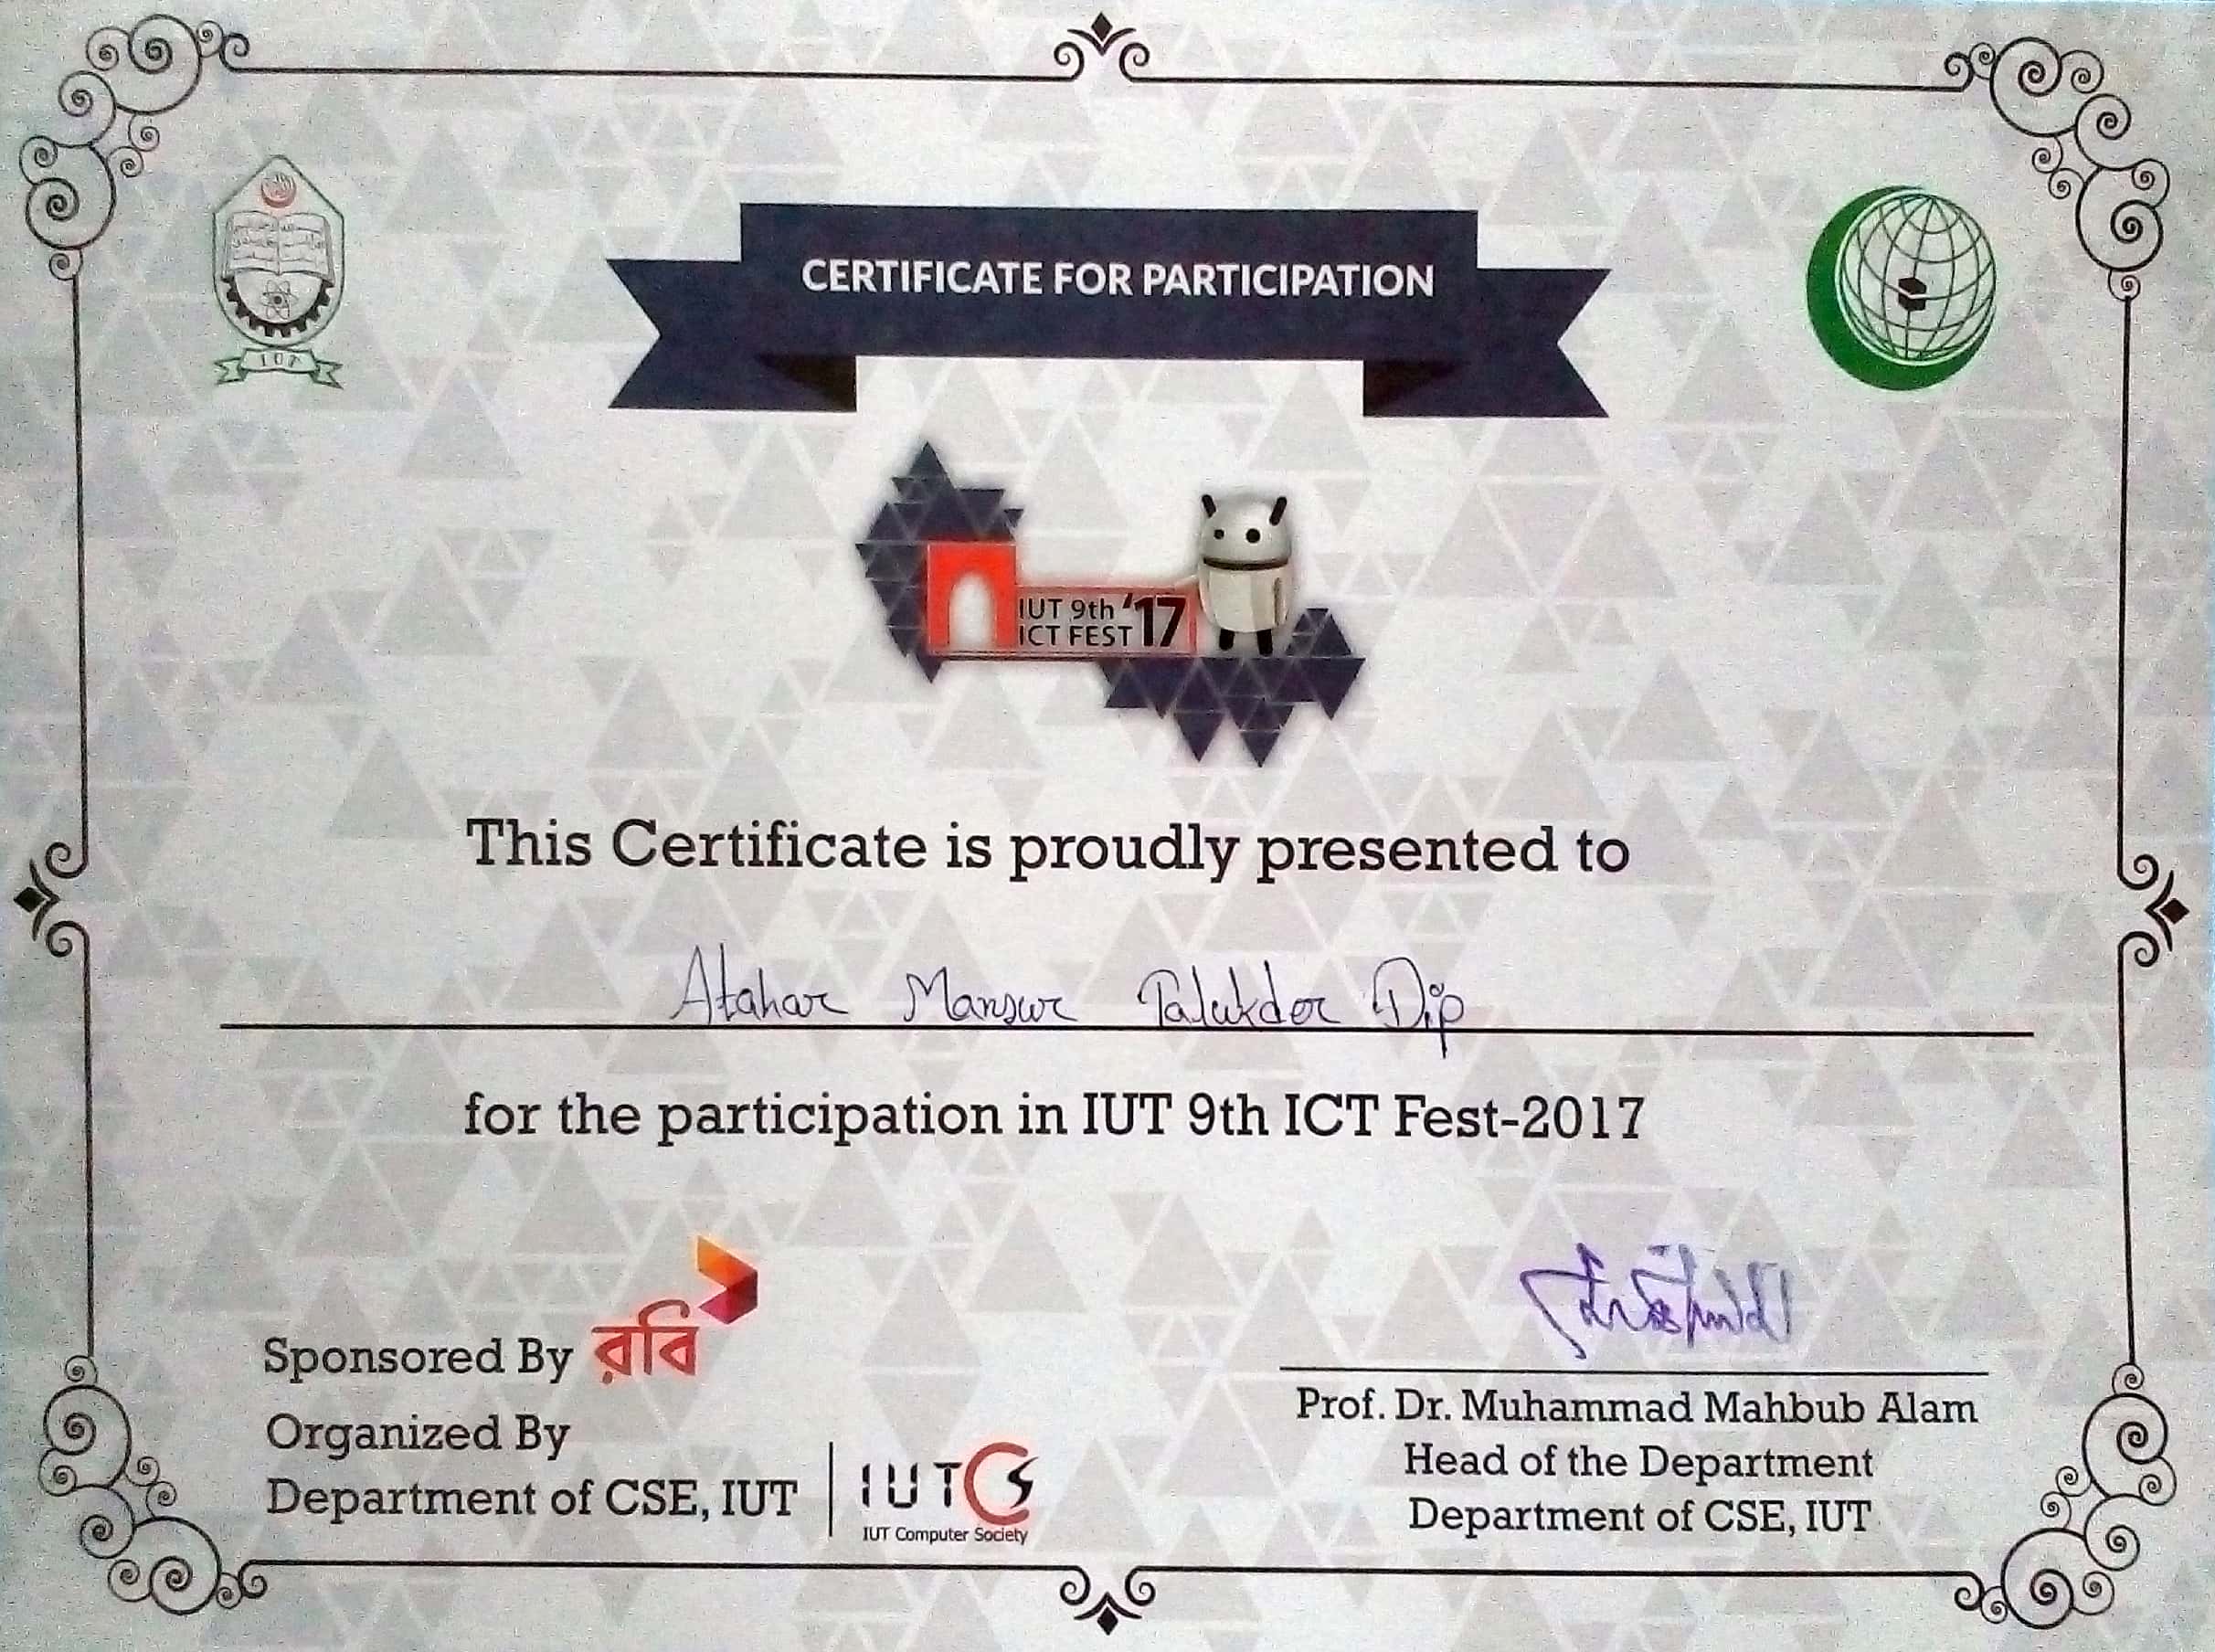 IUT
CERTIFICATE FOR PARTICIPATION
IUT 9th '17
ICT FEST
This Certificate is proudly presented to
Atahar Mansur Talukder Dip
for the participation in IUT 9th ICT Fest-2017
Sponsored By রবি
Organized By
Department of CSE, IUT
IUTCS
IUT Computer Society
Prof. Dr. Muhammad Mahbub Alam
Head of the Department
Department of CSE, IUT